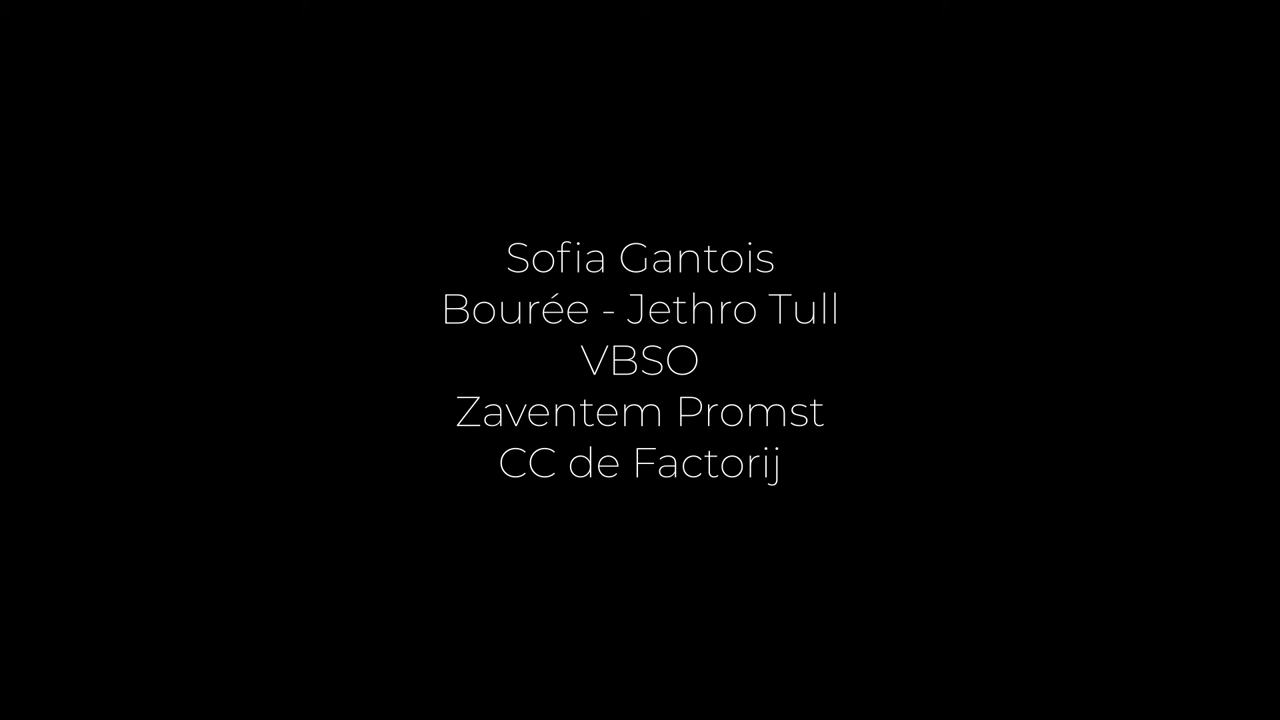 Sofia Gantois
Bourée - Jethro Tull
VBSO
Zaventem Promst
CC de Factorij